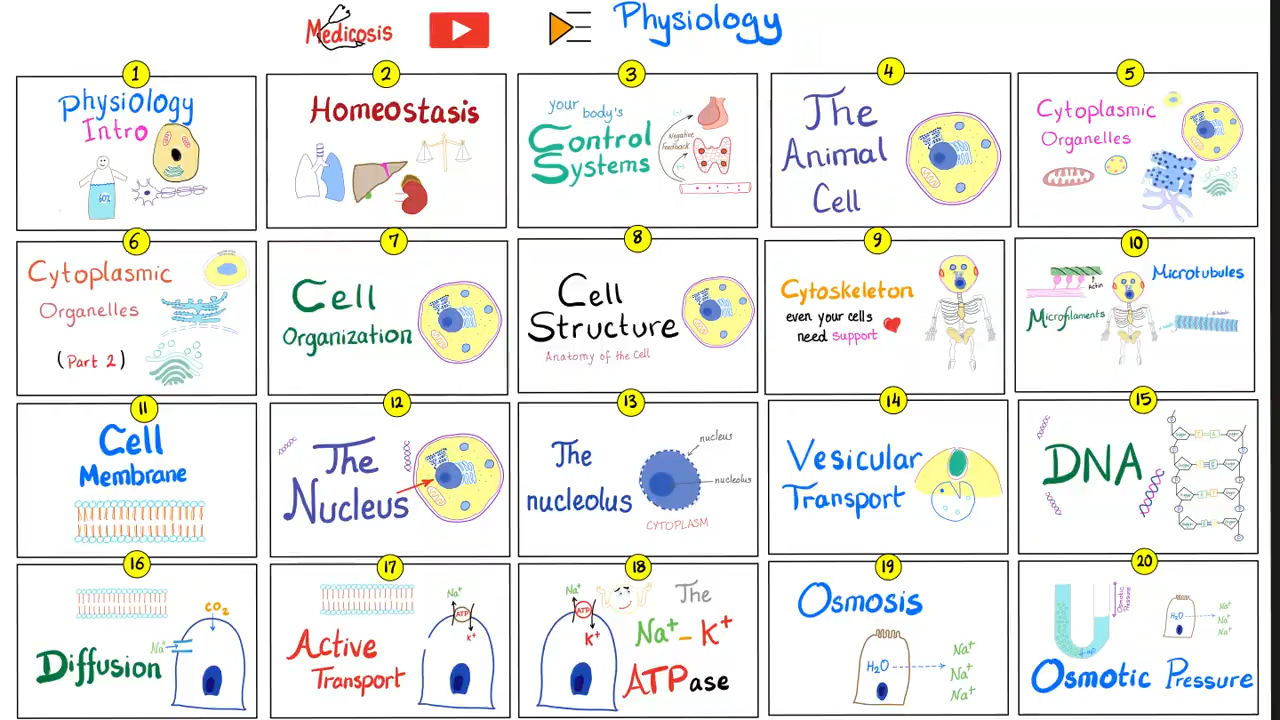 Medicosis
Physiology
1
Physiology
Intro
60%
2
Homeostasis
3
your body's
Control
Systems
Negative
Feedback
(-)
(-)
4
The
Animal
Cell
5
Cytoplasmic
Organelles
6
Cytoplasmic
Organelles
(Part 2)
7
Cell
Organization
8
Cell
Structure
Anatomy of the Cell
9
Cytoskeleton
even your cells
need support
10
Microtubules
Actin
Microfilaments
11
Cell
Membrane
12
The
Nucleus
13
The
nucleolus
nucleus
nucleolus
CYTOPLASM
14
Vesicular
Transport
15
DNA
16
CO₂
Na⁺
Diffusion
17
Na⁺
ATP
K⁺
Active
Transport
18
Na⁺
ATP
K⁺
The
Na⁺-K⁺
ATPase
19
Osmosis
H₂O
Na⁺
Na⁺
Na⁺
20
Osmotic
Pressure
H₂O
Na⁺
Na⁺
Na⁺
Osmotic Pressure